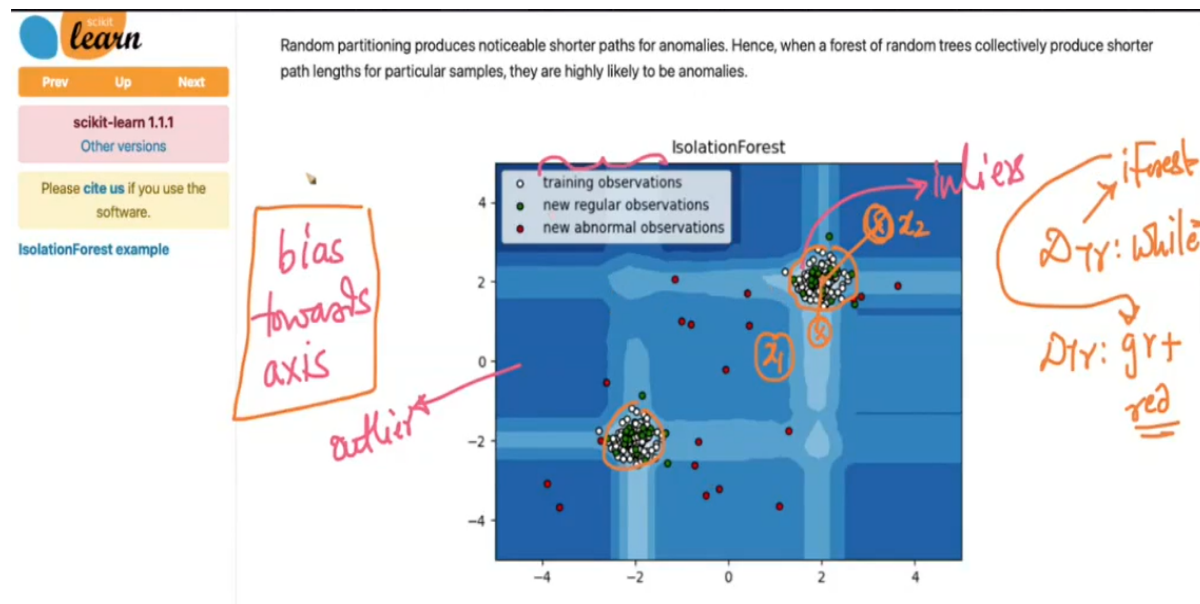 scikit
learn
Prev Up Next
scikit-learn 1.1.1
Other versions
Please cite us if you use the
software.
IsolationForest example
Random partitioning produces noticeable shorter paths for anomalies. Hence, when a forest of random trees collectively produce shorter
path lengths for particular samples, they are highly likely to be anomalies.
IsolationForest
training observations
new regular observations
new abnormal observations
4
2
0
−2
−4
−4 −2 0 2 4
bias
towards
axis
outlier
inliers
x2
x
x
x1
iForest
DTr: White
DTr: gr+
red